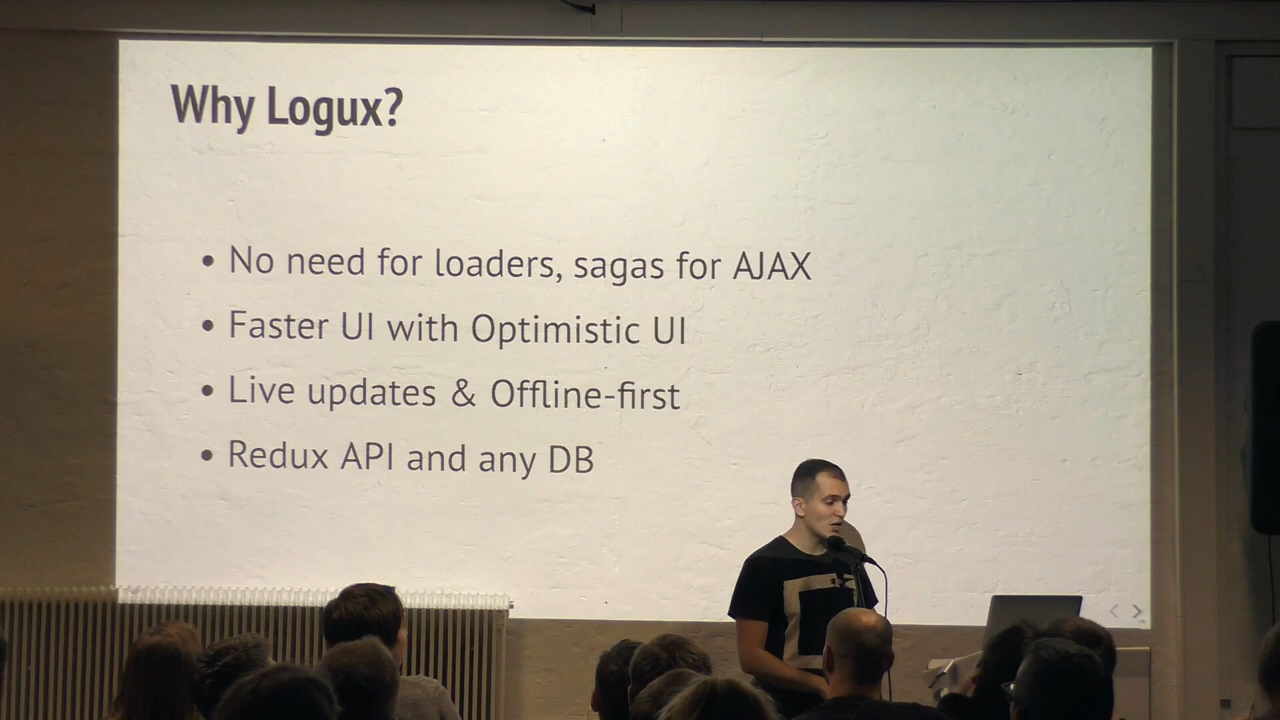 Why Logux?
• No need for loaders, sagas for AJAX
• Faster UI with Optimistic UI
• Live updates & Offline-first
• Redux API and any DB